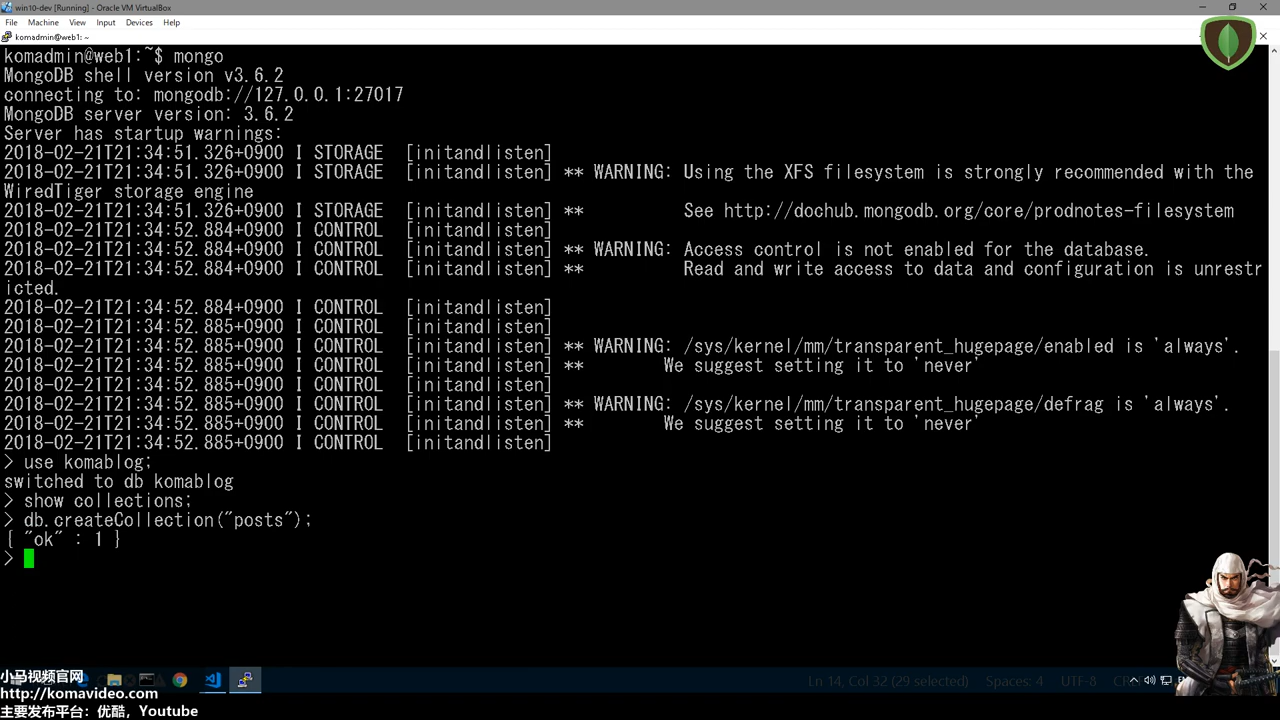 win10-dev [Running] - Oracle VM VirtualBox
File Machine View Input Devices Help
komadmin@web1: ~
komadmin@web1:~$ mongo
MongoDB shell version v3.6.2
connecting to: mongodb://127.0.0.1:27017
MongoDB server version: 3.6.2
Server has startup warnings:
2018-02-21T21:34:51.326+0900 I STORAGE  [initandlisten]
2018-02-21T21:34:51.326+0900 I STORAGE  [initandlisten] ** WARNING: Using the XFS filesystem is strongly recommended with the
WiredTiger storage engine
2018-02-21T21:34:51.326+0900 I STORAGE  [initandlisten] **          See http://dochub.mongodb.org/core/prodnotes-filesystem
2018-02-21T21:34:52.884+0900 I CONTROL  [initandlisten]
2018-02-21T21:34:52.884+0900 I CONTROL  [initandlisten] ** WARNING: Access control is not enabled for the database.
2018-02-21T21:34:52.884+0900 I CONTROL  [initandlisten] **          Read and write access to data and configuration is unrestr
icted.
2018-02-21T21:34:52.884+0900 I CONTROL  [initandlisten]
2018-02-21T21:34:52.885+0900 I CONTROL  [initandlisten]
2018-02-21T21:34:52.885+0900 I CONTROL  [initandlisten] ** WARNING: /sys/kernel/mm/transparent_hugepage/enabled is 'always'.
2018-02-21T21:34:52.885+0900 I CONTROL  [initandlisten] **        We suggest setting it to 'never'
2018-02-21T21:34:52.885+0900 I CONTROL  [initandlisten]
2018-02-21T21:34:52.885+0900 I CONTROL  [initandlisten] ** WARNING: /sys/kernel/mm/transparent_hugepage/defrag is 'always'.
2018-02-21T21:34:52.885+0900 I CONTROL  [initandlisten] **        We suggest setting it to 'never'
2018-02-21T21:34:52.885+0900 I CONTROL  [initandlisten]
> use komablog;
switched to db komablog
> show collections;
> db.createCollection("posts");
{ "ok" : 1 }
>
Ln 14, Col 32 (29 selected) Spaces: 4 UTF-8
小马视频官网
http://komavideo.com
主要发布平台：优酷，Youtube